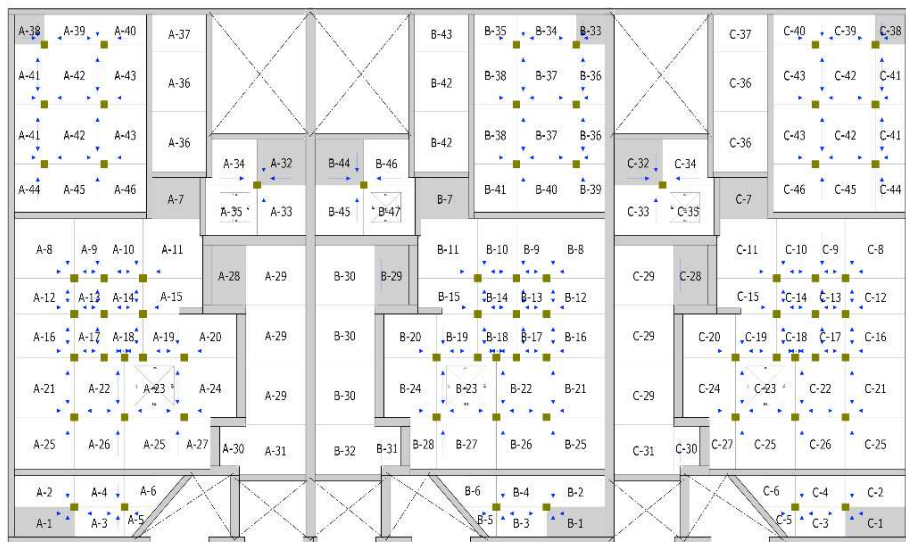 A-38 A-39 A-40 A-37 B-43 B-35 B-34 B-33 C-37 C-40 C-39 C-38
A-41 A-42 A-43 A-36 B-42 B-38 B-37 B-36 C-36 C-43 C-42 C-41
A-41 A-42 A-43 A-36 B-42 B-38 B-37 B-36 C-36 C-43 C-42 C-41
A-34 A-32 B-44 B-46 C-32 C-34
A-44 A-45 A-46 B-41 B-40 B-39 C-46 C-45 C-44
A-7 A-35 A-33 B-45 B-47 B-7 C-33 C-35 C-7
A-8 A-9 A-10 A-11 B-11 B-10 B-9 B-8 C-11 C-10 C-9 C-8
A-28 A-29 B-30 B-29 C-29 C-28
A-12 A-13 A-14 A-15 B-15 B-14 B-13 B-12 C-15 C-14 C-13 C-12
A-16 A-17 A-18 A-19 A-20 A-29 B-30 B-20 B-19 B-18 B-17 B-16 C-29 C-20 C-19 C-18 C-17 C-16
A-21 A-22 A-23 A-24 A-29 B-30 B-24 B-23 B-22 B-21 C-29 C-24 C-23 C-22 C-21
A-25 A-26 A-25 A-27 A-30 A-31 B-32 B-31 B-28 B-27 B-26 B-25 C-31 C-30 C-27 C-25 C-26 C-25
A-2 A-4 A-6 B-6 B-4 B-2 C-6 C-4 C-2
A-1 A-3 A-5 B-5 B-3 B-1 C-5 C-3 C-1